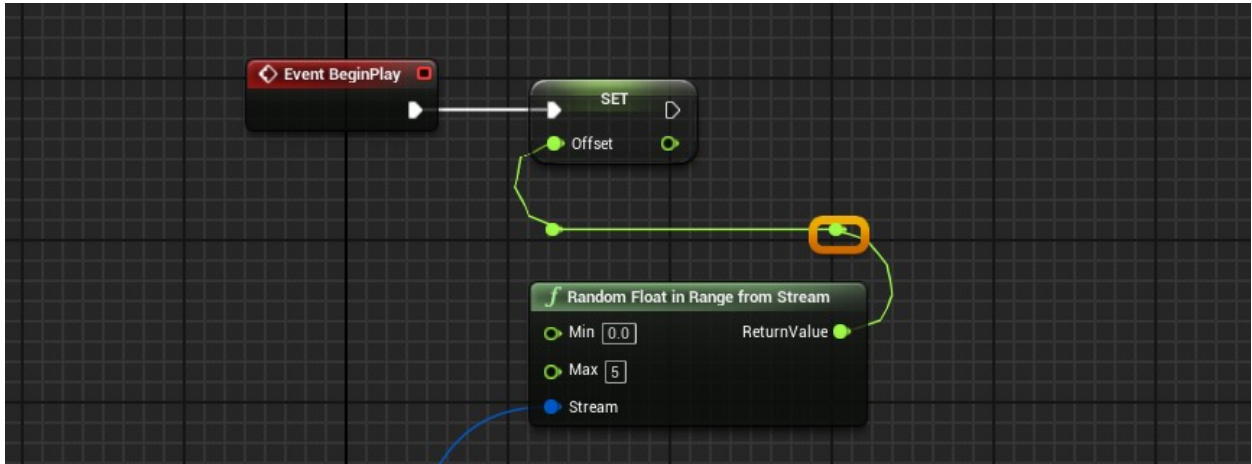 Event BeginPlay
SET
Offset
f Random Float in Range from Stream
Min 0.0 ReturnValue
Max 5
Stream